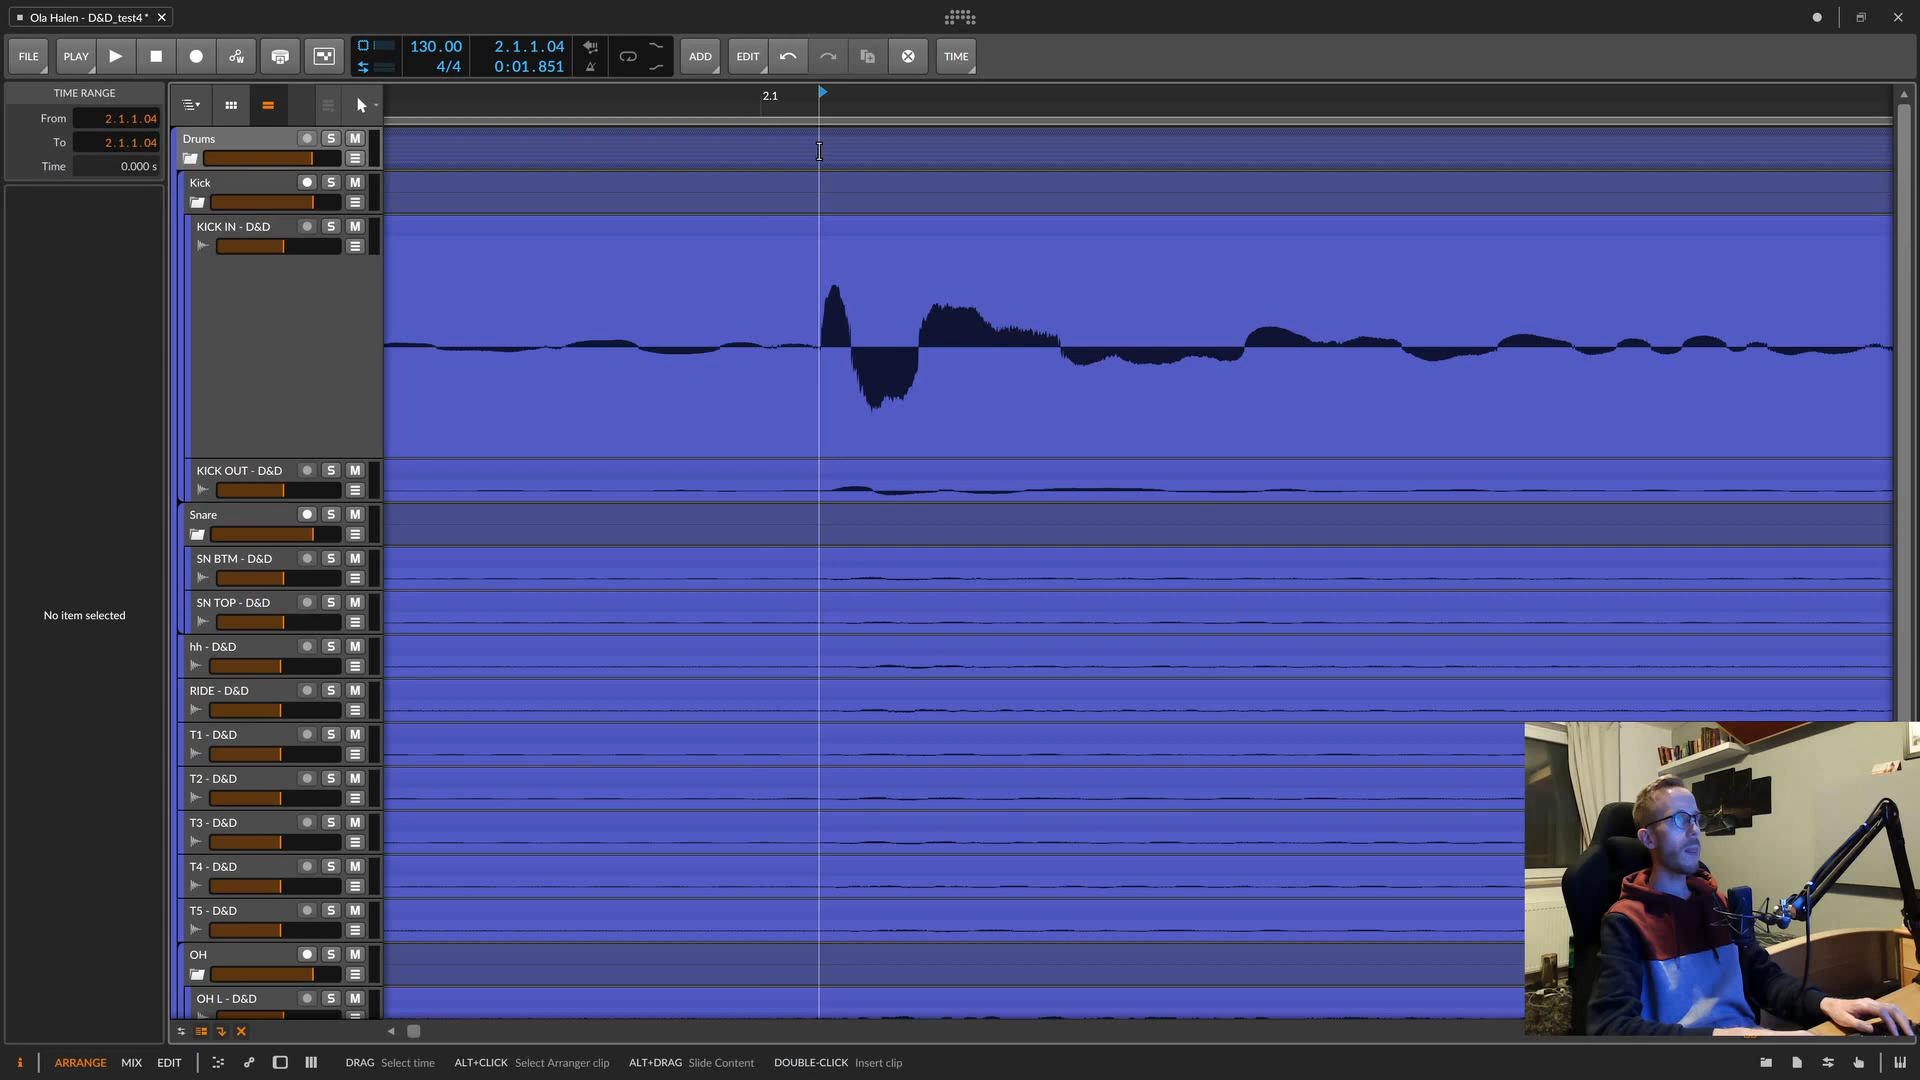 Ola Halen - D&D_test4*
FILE PLAY 130.00 4/4 2.1.1.04 0:01.851 ADD EDIT TIME
TIME RANGE
From 2.1.1.04
To 2.1.1.04
Time 0.000 s
2.1
Drums S M
Kick S M
KICK IN - D&D S M
KICK OUT - D&D S M
Snare S M
SN BTM - D&D S M
SN TOP - D&D S M
No item selected
hh - D&D S M
RIDE - D&D S M
T1 - D&D S M
T2 - D&D S M
T3 - D&D S M
T4 - D&D S M
T5 - D&D S M
OH S M
OH L - D&D S M
i ARRANGE MIX EDIT DRAG Select time ALT+CLICK Select Arranger clip ALT+DRAG Slide Content DOUBLE-CLICK Insert clip